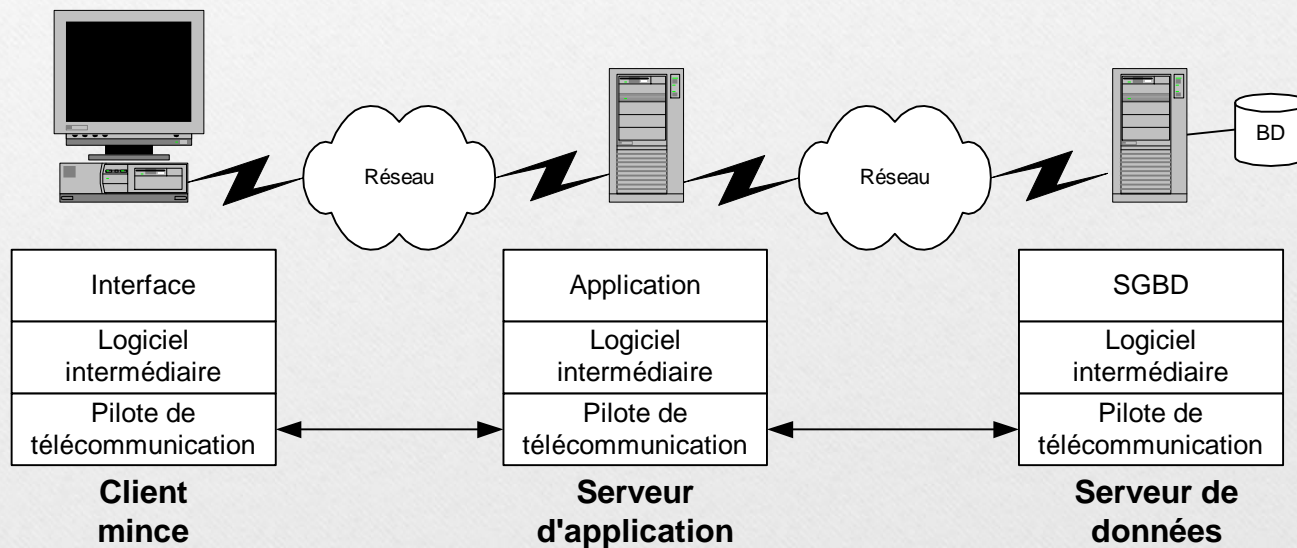 Réseau
Réseau
BD
Interface
Logiciel
intermédiaire
Pilote de
télécommunication
Client
mince
Application
Logiciel
intermédiaire
Pilote de
télécommunication
Serveur
d'application
SGBD
Logiciel
intermédiaire
Pilote de
télécommunication
Serveur de
données